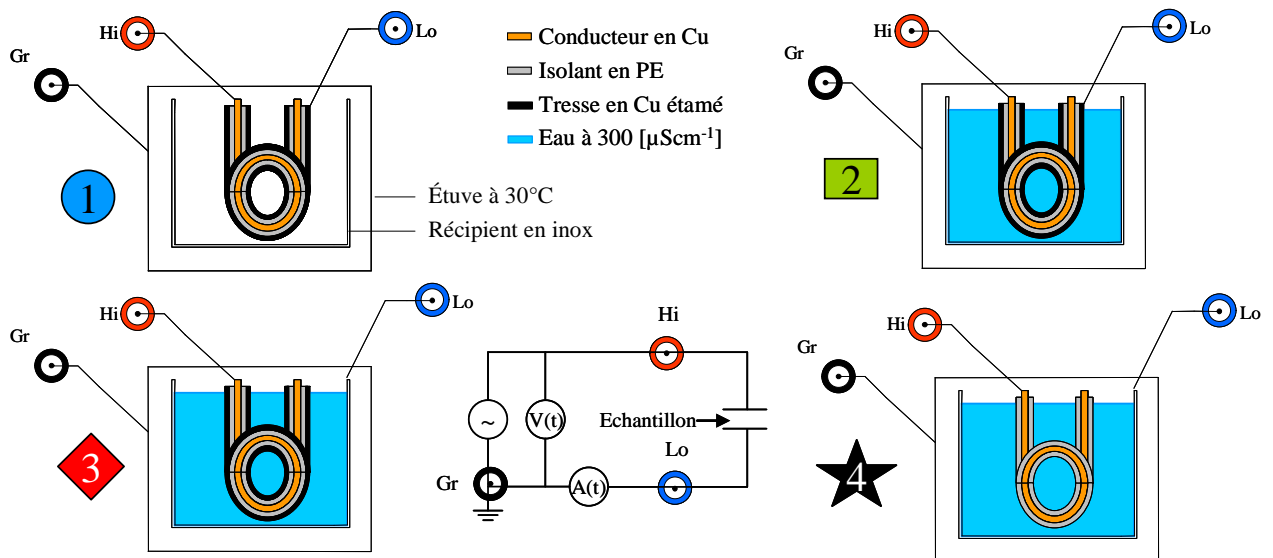 Hi
Lo
Gr
Conducteur en Cu
Isolant en PE
Tresse en Cu étamé
Eau à 300 [µScm-1]
1
Étuve à 30°C
Récipient en inox
Hi
Lo
Gr
2
Hi
Lo
Gr
3
Hi
~
V(t)
Echantillon
Lo
Gr
A(t)
Hi
Lo
Gr
4